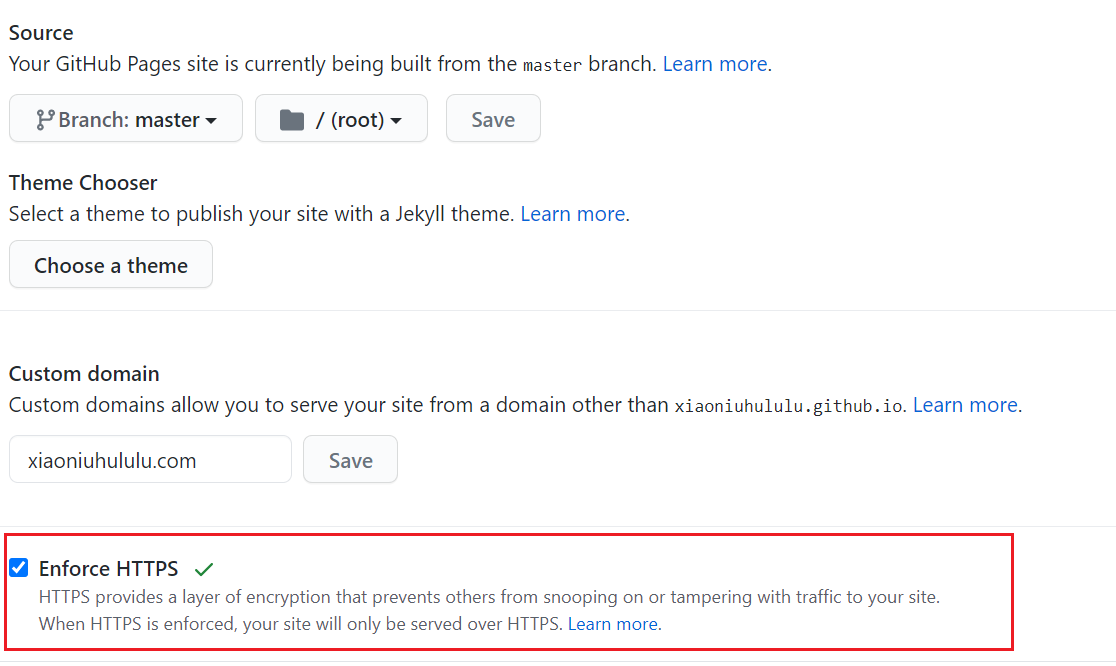 Source
Your GitHub Pages site is currently being built from the master branch. Learn more.
Branch: master
/ (root)
Save
Theme Chooser
Select a theme to publish your site with a Jekyll theme. Learn more.
Choose a theme
Custom domain
Custom domains allow you to serve your site from a domain other than xiaoniuhululu.github.io. Learn more.
xiaoniuhululu.com
Save
Enforce HTTPS
HTTPS provides a layer of encryption that prevents others from snooping on or tampering with traffic to your site.
When HTTPS is enforced, your site will only be served over HTTPS. Learn more.